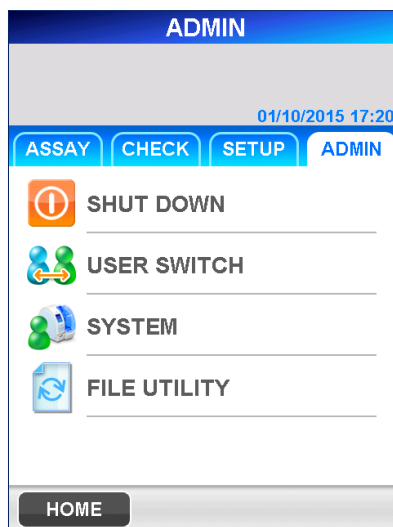 ADMIN
01/10/2015 17:20
ASSAY CHECK SETUP ADMIN
SHUT DOWN
USER SWITCH
SYSTEM
FILE UTILITY
HOME